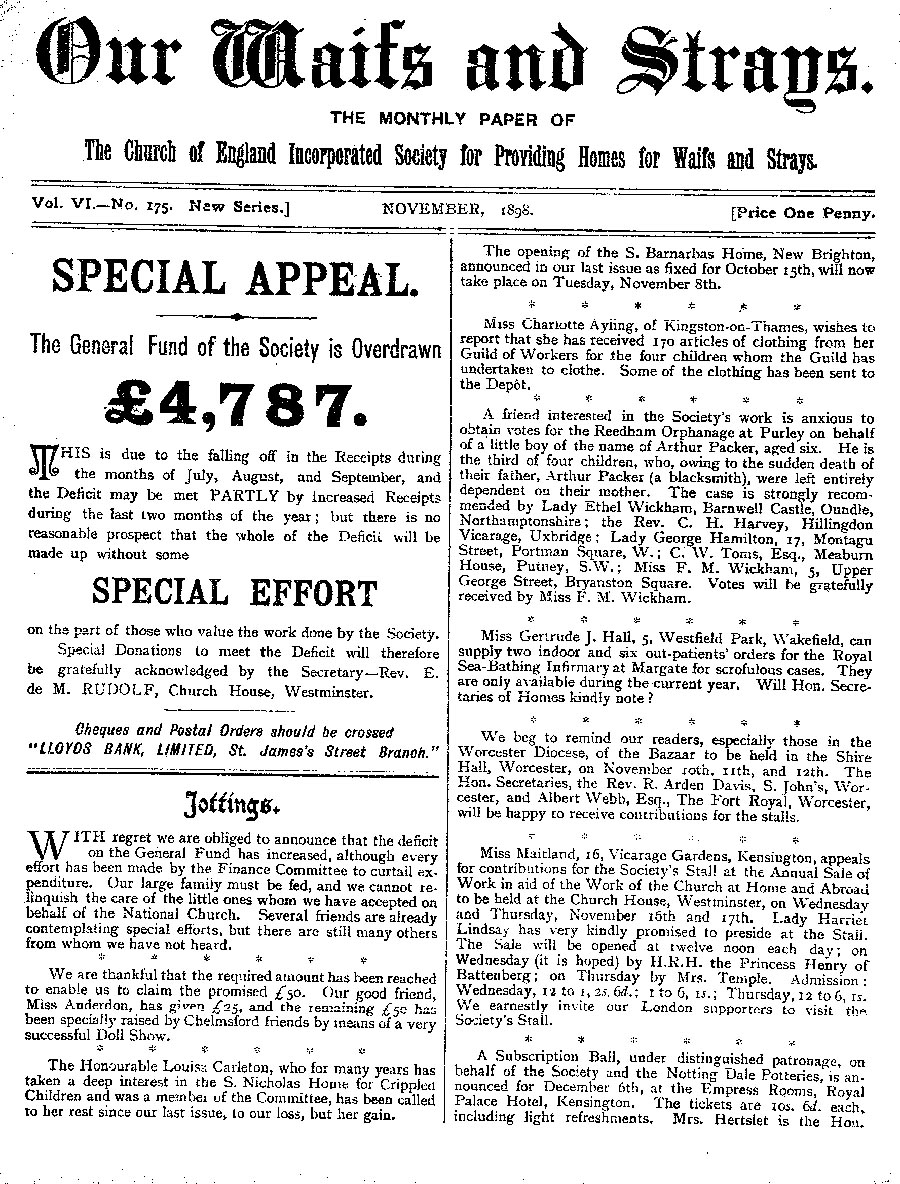 Our Waifs and Strays.
THE MONTHLY PAPER OF
The Church of England Incorporated Society for Providing Homes for Waifs and Strays.
Vol. VI.—No. 175. New Series.]
NOVEMBER, 1898.
[Price One Penny.
SPECIAL APPEAL.
The General Fund of the Society is Overdrawn
£4,787.
THIS is due to the falling off in the Receipts during
the months of July, August, and September, and
the Deficit may be met PARTLY by increased Receipts
during the last two months of the year; but there is no
reasonable prospect that the whole of the Deficit will be
made up without some
SPECIAL EFFORT
on the part of those who value the work done by the Society.
Special Donations to meet the Deficit will therefore
be gratefully acknowledged by the Secretary—Rev. E.
de M. RUDOLF, Church House, Westminster.
Cheques and Postal Orders should be crossed
"LLOYDS BANK, LIMITED, St. James's Street Branch."
Jottings.
WITH regret we are obliged to announce that the deficit
on the General Fund has increased, although every
effort has been made by the Finance Committee to curtail ex-
penditure. Our large family must be fed, and we cannot re-
linquish the care of the little ones whom we have accepted on
behalf of the National Church. Several friends are already
contemplating special efforts, but there are still many others
from whom we have not heard.
* * * * * *
We are thankful that the required amount has been reached
to enable us to claim the promised £50. Our good friend,
Miss Anderdon, has given £25, and the remaining £50 has
been specially raised by Chelmsford friends by means of a very
successful Doll Show.
* * * * * *
The Honourable Louisa Carleton, who for many years has
taken a deep interest in the S. Nicholas Home for Crippled
Children and was a member of the Committee, has been called
to her rest since our last issue, to our loss, but her gain.
The opening of the S. Barnarbas Home, New Brighton,
announced in our last issue as fixed for October 15th, will now
take place on Tuesday, November 8th.
* * * * * *
Miss Charlotte Ayling, of Kingston-on-Thames, wishes to
report that she has received 170 articles of clothing from her
Guild of Workers for the four children whom the Guild has
undertaken to clothe. Some of the clothing has been sent to
the Depôt.
* * * * * *
A friend interested in the Society's work is anxious to
obtain votes for the Reedham Orphanage at Purley on behalf
of a little boy of the name of Arthur Packer, aged six. He is
the third of four children, who, owing to the sudden death of
their father, Arthur Packer (a blacksmith), were left entirely
dependent on their mother. The case is strongly recom-
mended by Lady Ethel Wickham, Barnwell Castle, Oundle,
Northamptonshire; the Rev. C. H. Harvey, Hillingdon
Vicarage, Uxbridge; Lady George Hamilton, 17, Montagu
Street, Portman Square, W.; C. W. Toms, Esq., Meaburn
House, Putney, S.W.; Miss F. M. Wickham, 5, Upper
George Street, Bryanston Square. Votes will be gratefully
received by Miss F. M. Wickham.
* * * * * *
Miss Gertrude J. Hall, 5, Westfield Park, Wakefield, can
supply two indoor and six out-patients' orders for the Royal
Sea-Bathing Infirmary at Margate for scrofulous cases. They
are only available during the current year. Will Hon. Secre-
taries of Homes kindly note?
* * * * * *
We beg to remind our readers, especially those in the
Worcester Diocese, of the Bazaar to be held in the Shire
Hall, Worcester, on November 10th, 11th, and 12th. The
Hon. Secretaries, the Rev. R. Arden Davis, S. John's, Wor-
cester, and Albert Webb, Esq., The Fort Royal, Worcester,
will be happy to receive contributions for the stalls.
* * * * * *
Miss Maitland, 16, Vicarage Gardens, Kensington, appeals
for contributions for the Society's Stall at the Annual Sale of
Work in aid of the Work of the Church at Home and Abroad
to be held at the Church House, Westminster, on Wednesday
and Thursday, November 16th and 17th. Lady Harriet
Lindsay has very kindly promised to preside at the Stall.
The Sale will be opened at twelve noon each day; on
Wednesday (it is hoped) by H.R.H. the Princess Henry of
Battenberg; on Thursday by Mrs. Temple. Admission:
Wednesday, 12 to 1, 2s. 6d.; 1 to 6, 1s.; Thursday, 12 to 6, 1s.
We earnestly invite our London supporters to visit the
Society's Stall.
* * * * * *
A Subscription Ball, under distinguished patronage, on
behalf of the Society and the Notting Dale Potteries, is an-
nounced for December 6th, at the Empress Rooms, Royal
Palace Hotel, Kensington. The tickets are 10s. 6d. each,
including light refreshments. Mrs. Hertslet is the Hon.